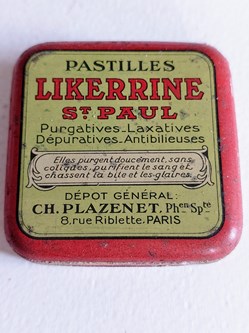 PASTILLES
LIKERRINE
ST PAUL
Purgatives_Laxatives
Dépuratives_Antibilieuses
Elles purgent doucement, sans
coliques, purifient le sang et
chassent la bile et les glaires.
DÉPOT GÉNÉRAL:
CH. PLAZENET. Phen Spte
8, rue Riblette. PARIS